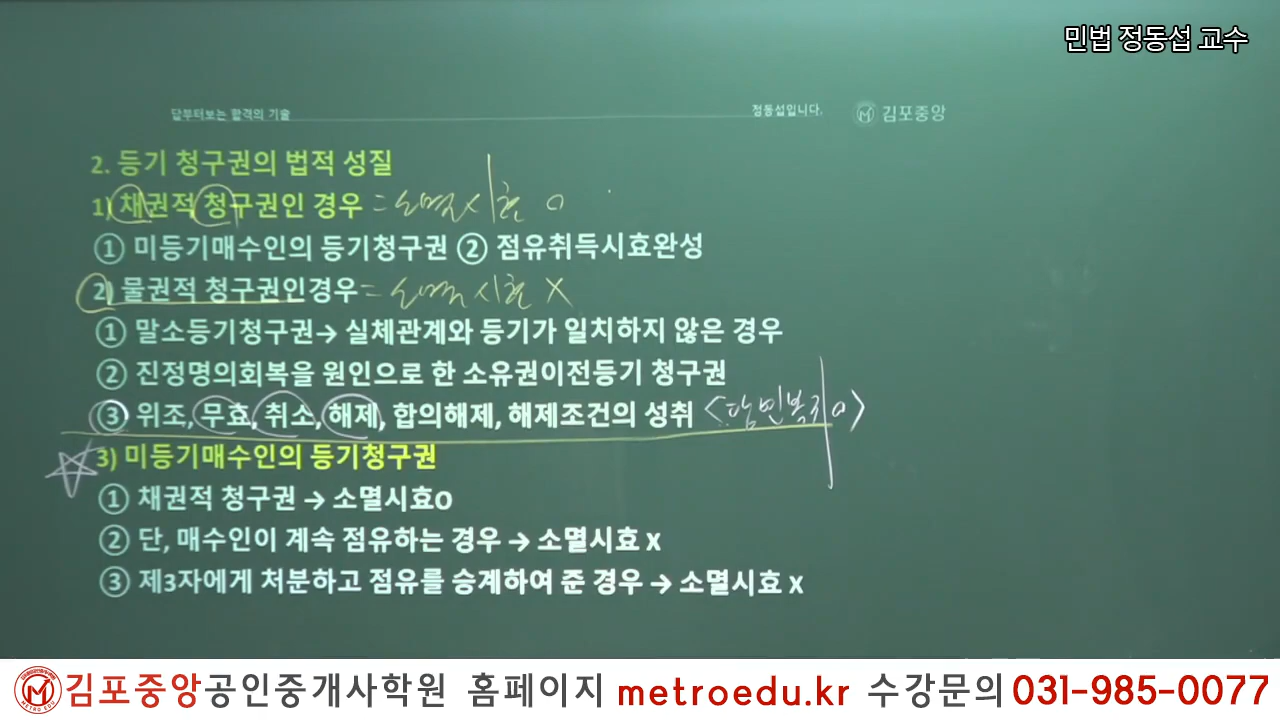 민법 정동섭 교수
답부터보는 합격의 기술
정동섭입니다.
김포중앙
2. 등기 청구권의 법적 성질
1) 채권적 청구권인 경우 = 소멸시효 O
① 미등기매수인의 등기청구권 ② 점유취득시효완성
2) 물권적 청구권인경우 = 소멸시효 X
① 말소등기청구권→ 실체관계와 등기가 일치하지 않은 경우
② 진정명의회복을 원인으로 한 소유권이전등기 청구권
③ 위조, 무효, 취소, 해제, 합의해제, 해제조건의 성취
3) 미등기매수인의 등기청구권
① 채권적 청구권 → 소멸시효O
② 단, 매수인이 계속 점유하는 경우 → 소멸시효 X
③ 제3자에게 처분하고 점유를 승계하여 준 경우 → 소멸시효 X
김포중앙공인중개사학원 홈페이지 metroedu.kr 수강문의 031-985-0077